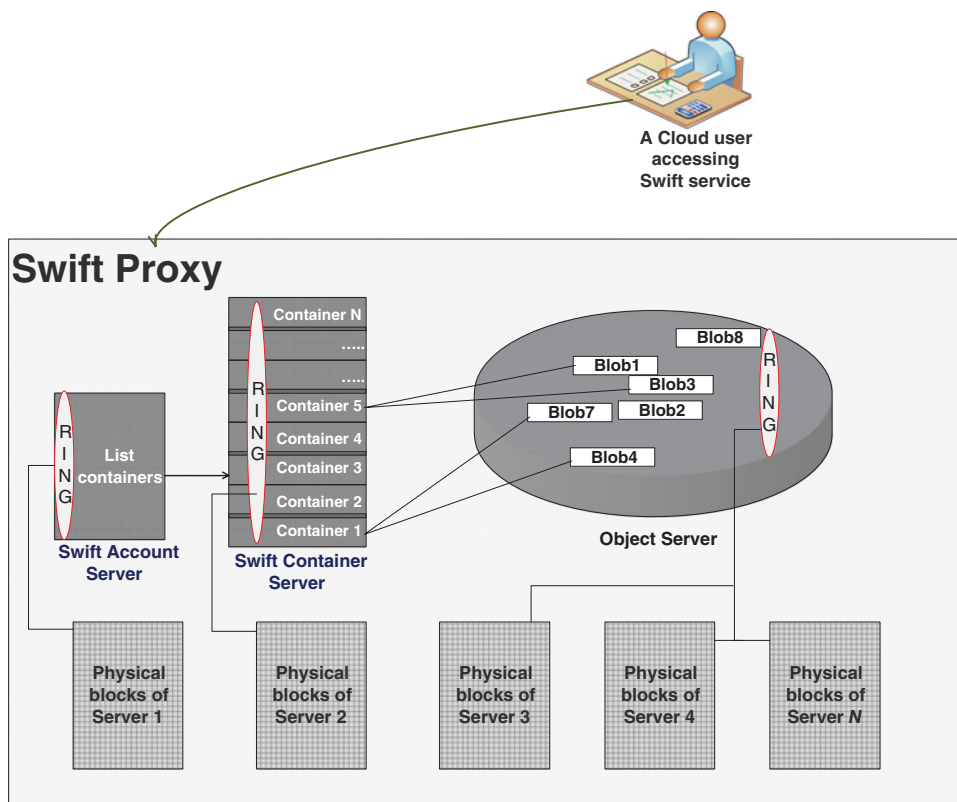 A Cloud user
accessing
Swift service
Swift Proxy
Container N
.....
.....
Container 5
Container 4
Container 3
Container 2
Container 1
RING
Swift Container
Server
RING
List
containers
Swift Account
Server
Blob8
Blob1
Blob3
Blob7
Blob2
Blob4
RING
Object Server
Physical
blocks of
Server 1
Physical
blocks of
Server 2
Physical
blocks of
Server 3
Physical
blocks of
Server 4
Physical
blocks of
Server N